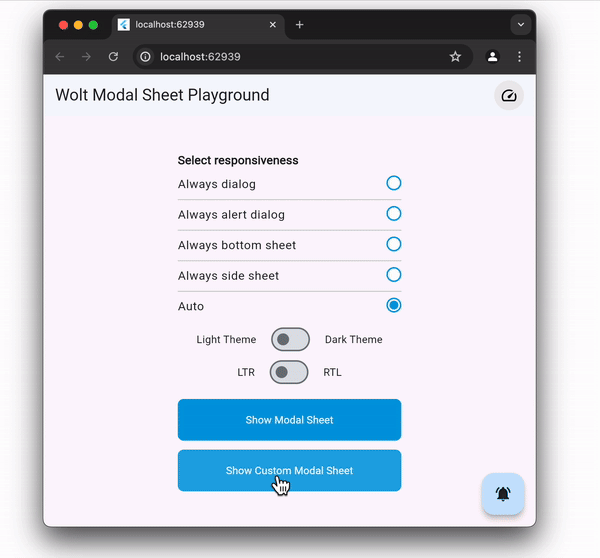 localhost:62939
localhost:62939
Wolt Modal Sheet Playground
Select responsiveness
Always dialog
Always alert dialog
Always bottom sheet
Always side sheet
Auto
Light Theme Dark Theme
LTR RTL
Show Modal Sheet
Show Custom Modal Sheet